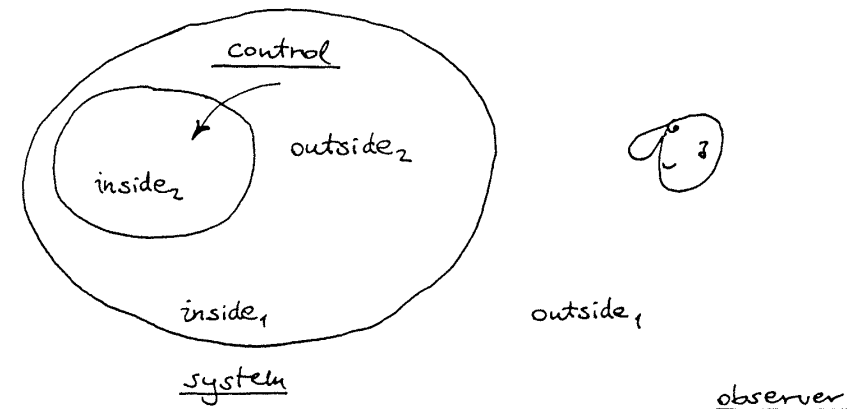 control
outside₂
inside₂
inside₁
outside₁
system
observer